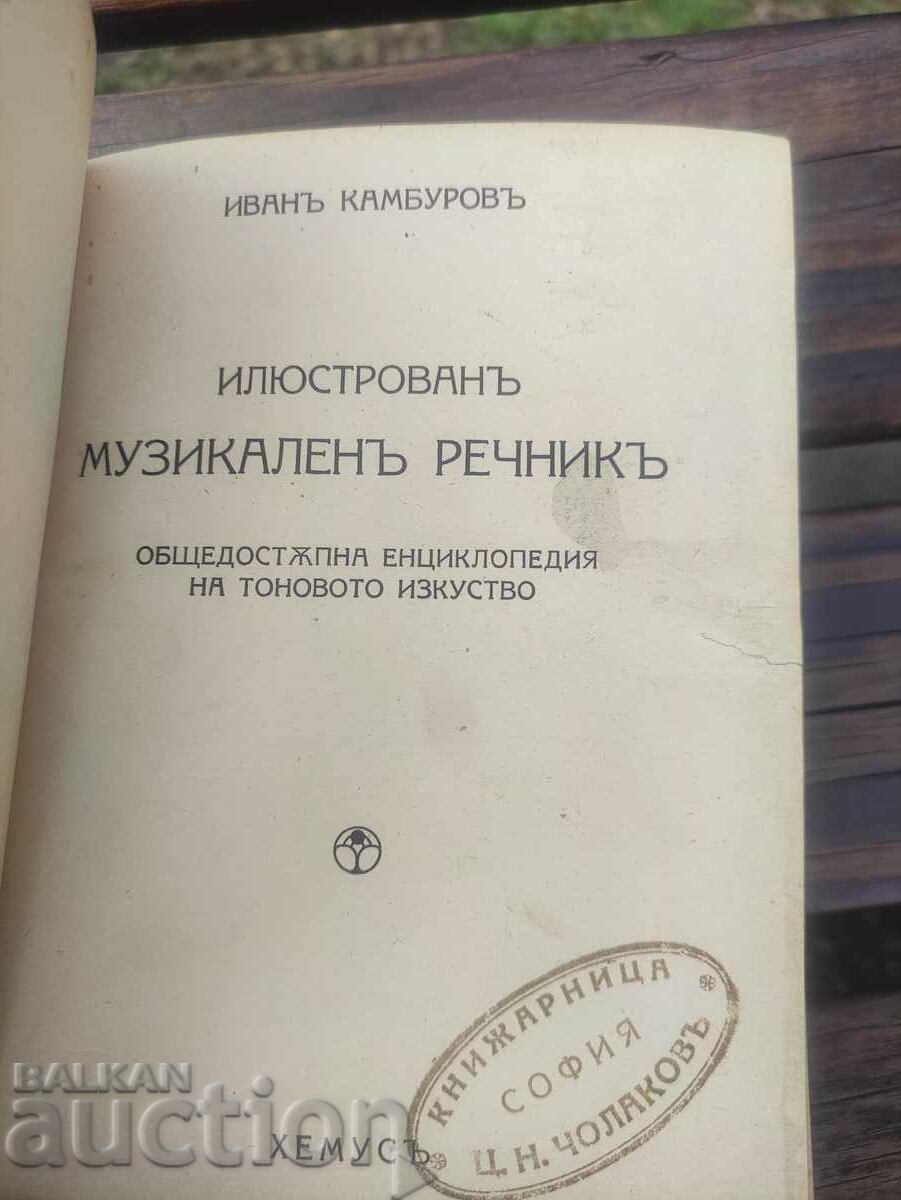 ИВАНЪ КАМБУРОВЪ
ИЛЮСТРОВАНЪ
МУЗИКАЛЕНЪ РЕЧНИКЪ
ОБЩЕДОСТѪПНА ЕНЦИКЛОПЕДИЯ
НА ТОНОВОТО ИЗКУСТВО
КНИЖАРНИЦА
СОФИЯ
Ц. Н. ЧОЛАКОВЪ
ХЕМУСЪ
BALKAN
auction